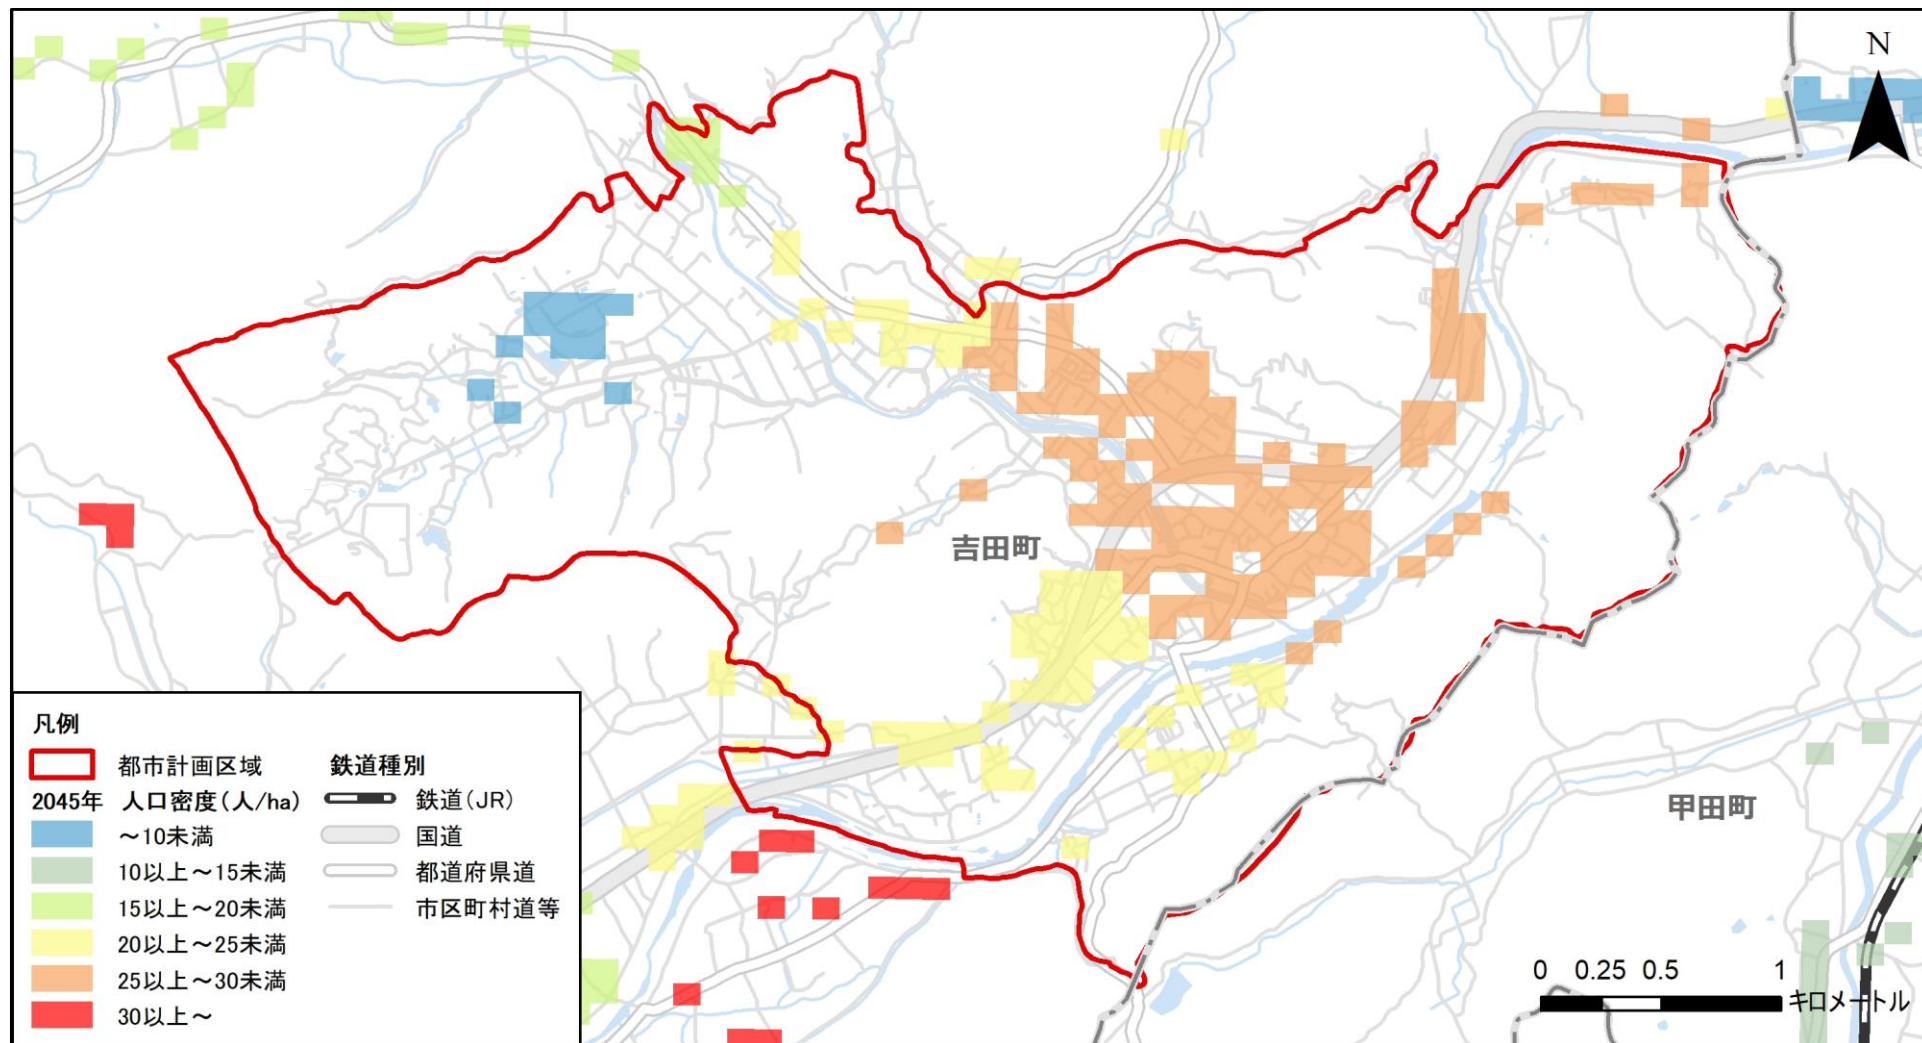 N
吉田町
甲田町
凡例
都市計画区域
2045年 人口密度(人/ha)
～10未満
10以上～15未満
15以上～20未満
20以上～25未満
25以上～30未満
30以上～
鉄道種別
鉄道(JR)
国道
都道府県道
市区町村道等
0 0.25 0.5 1
キロメートル